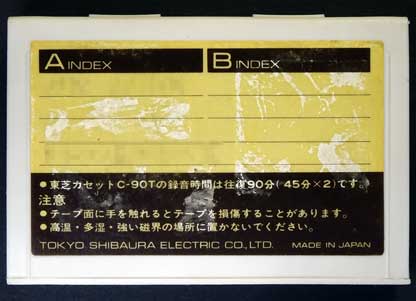 A INDEX
B INDEX
●東芝カセットC-90Tの録音時間は往復90分(45分×2)です。
注意
●テープ面に手を触れるとテープを損傷することがあります。
●高温・多湿・強い磁界の場所に置かないでください。
TOKYO SHIBAURA ELECTRIC CO., LTD. MADE IN JAPAN